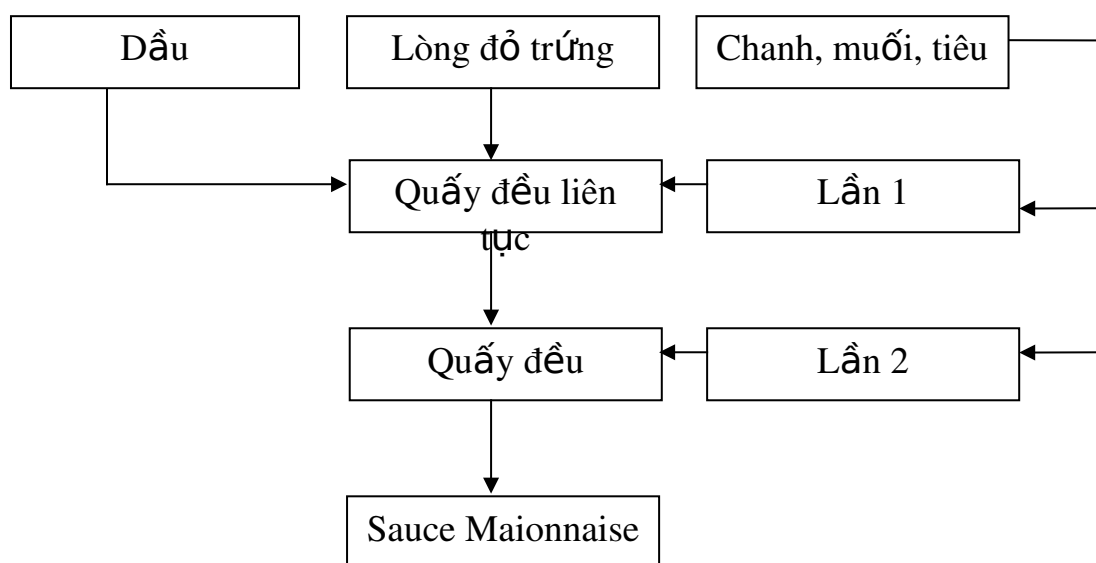 Dầu
Lòng đỏ trứng
Chanh, muối, tiêu
Quấy đều liên
tục
Lần 1
Quấy đều
Lần 2
Sauce Maionnaise